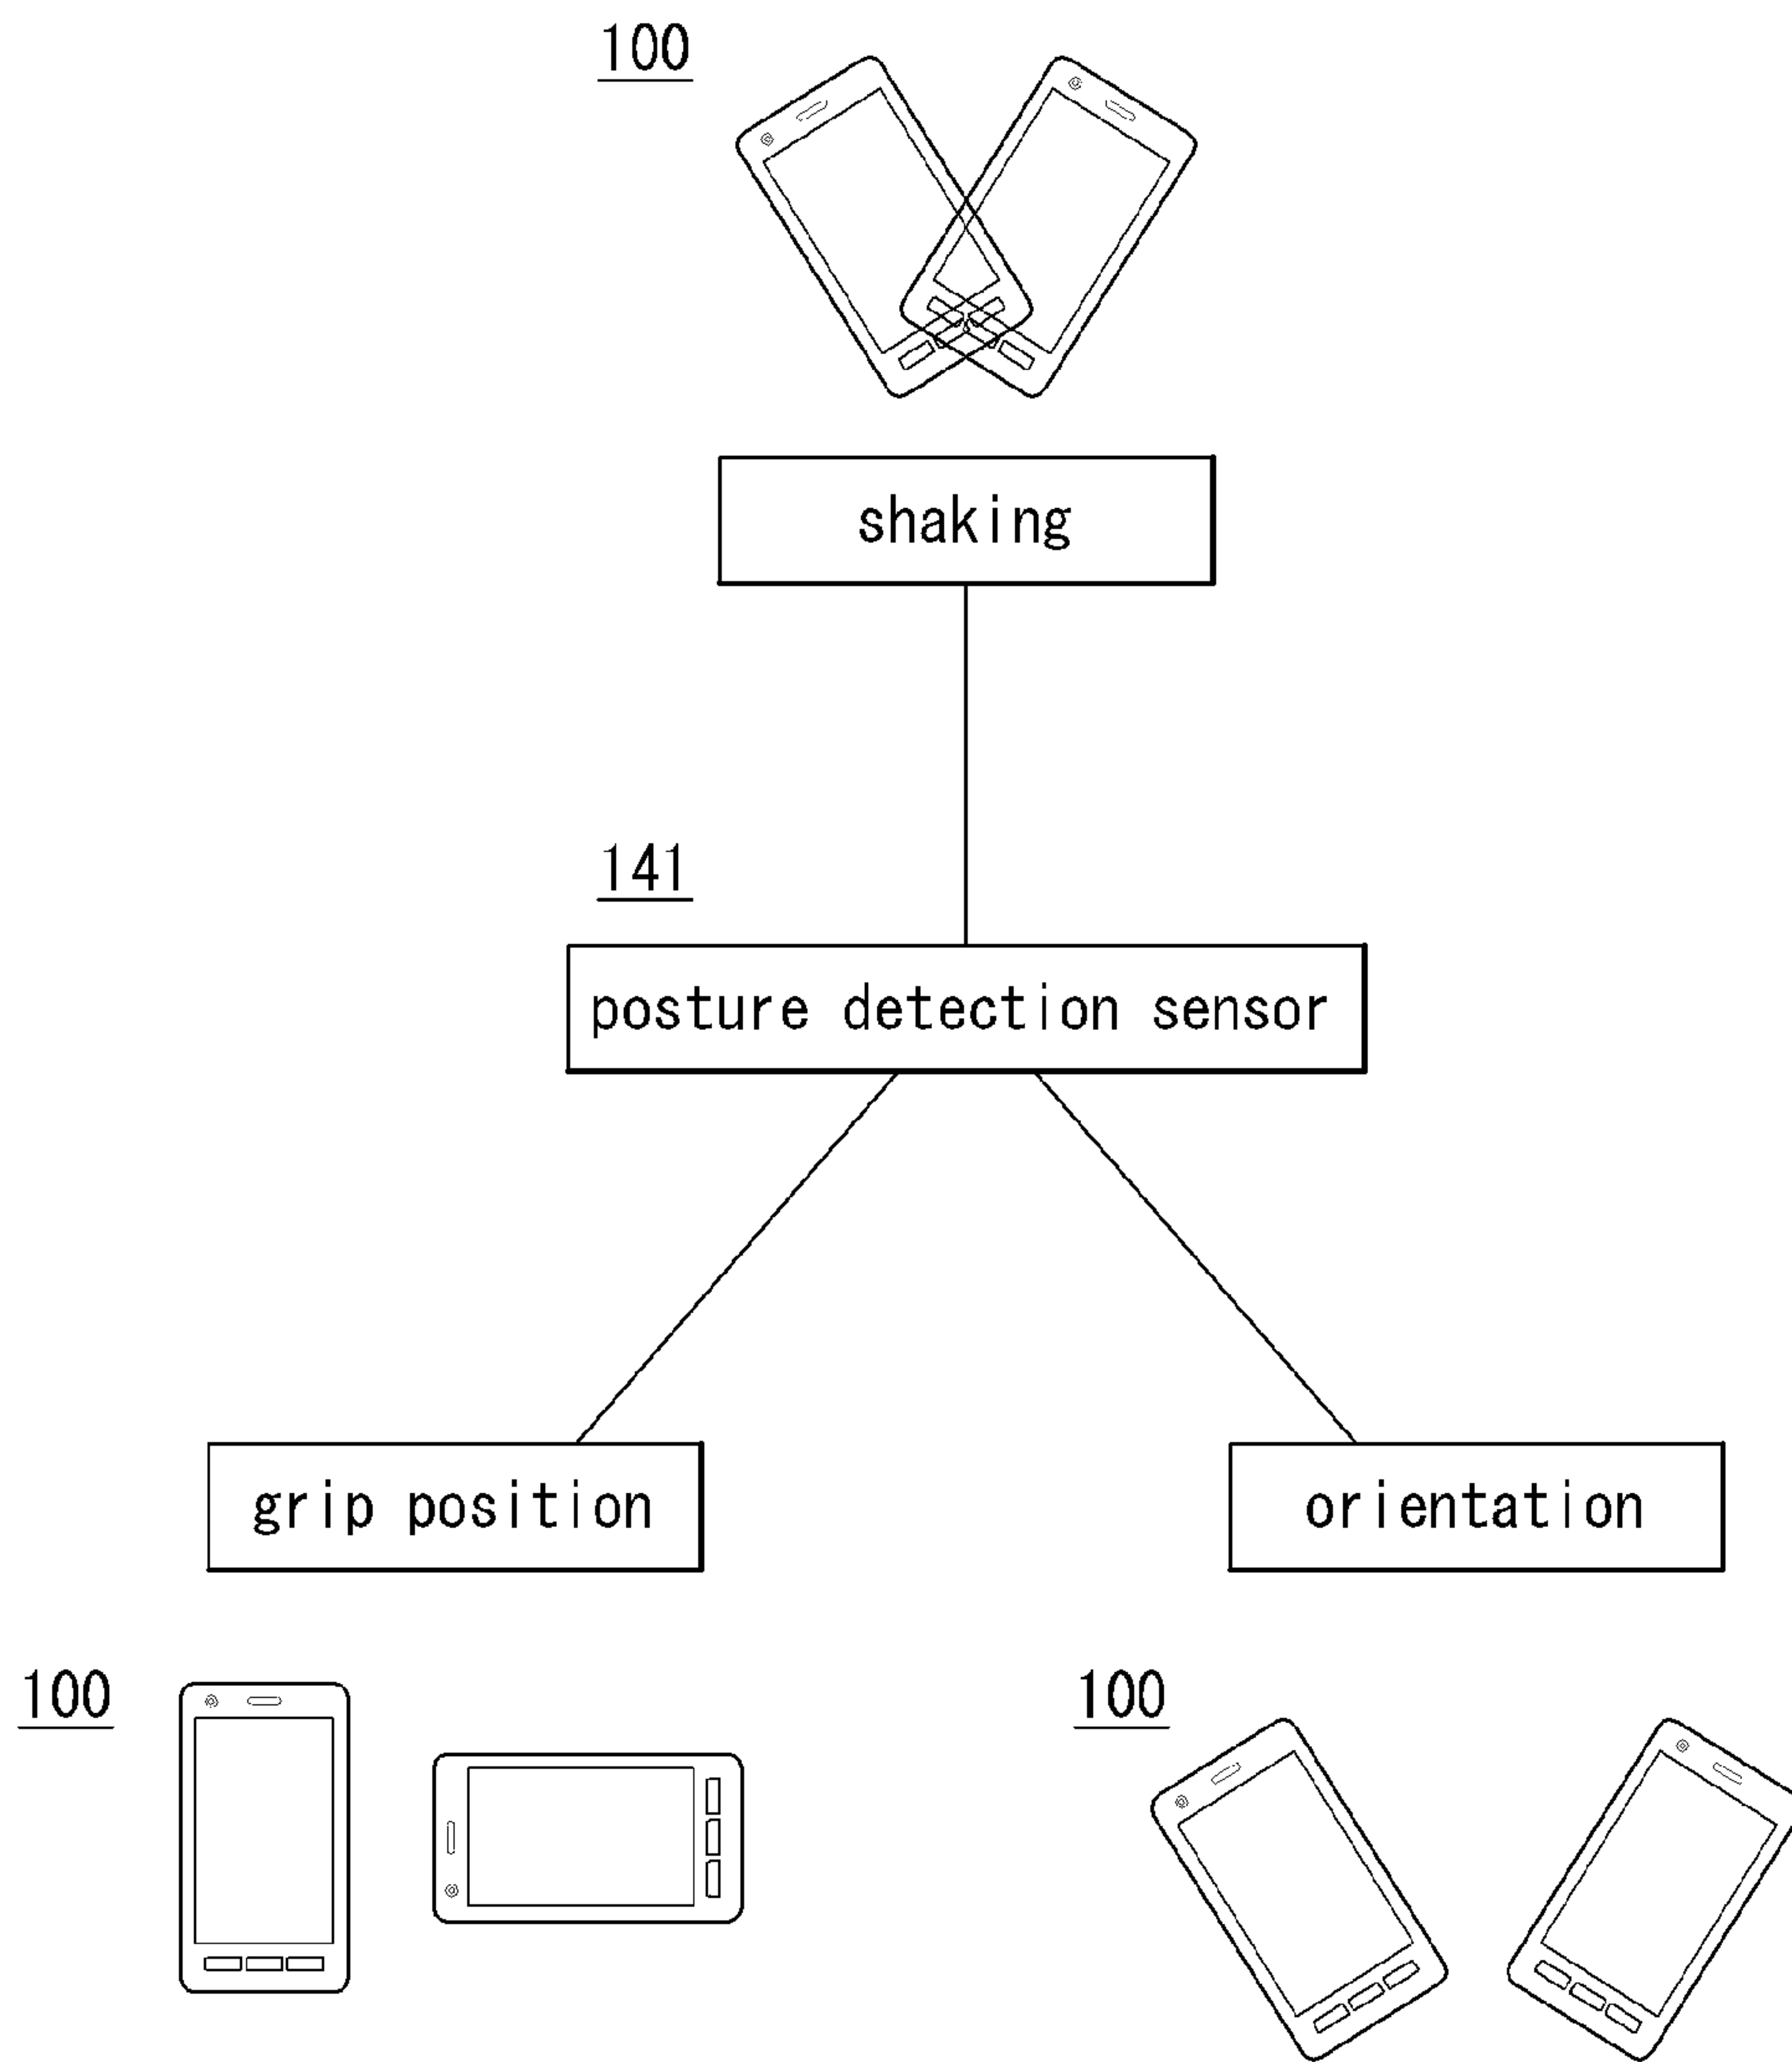 100
shaking
141
posture detection sensor
grip position
orientation
100
100